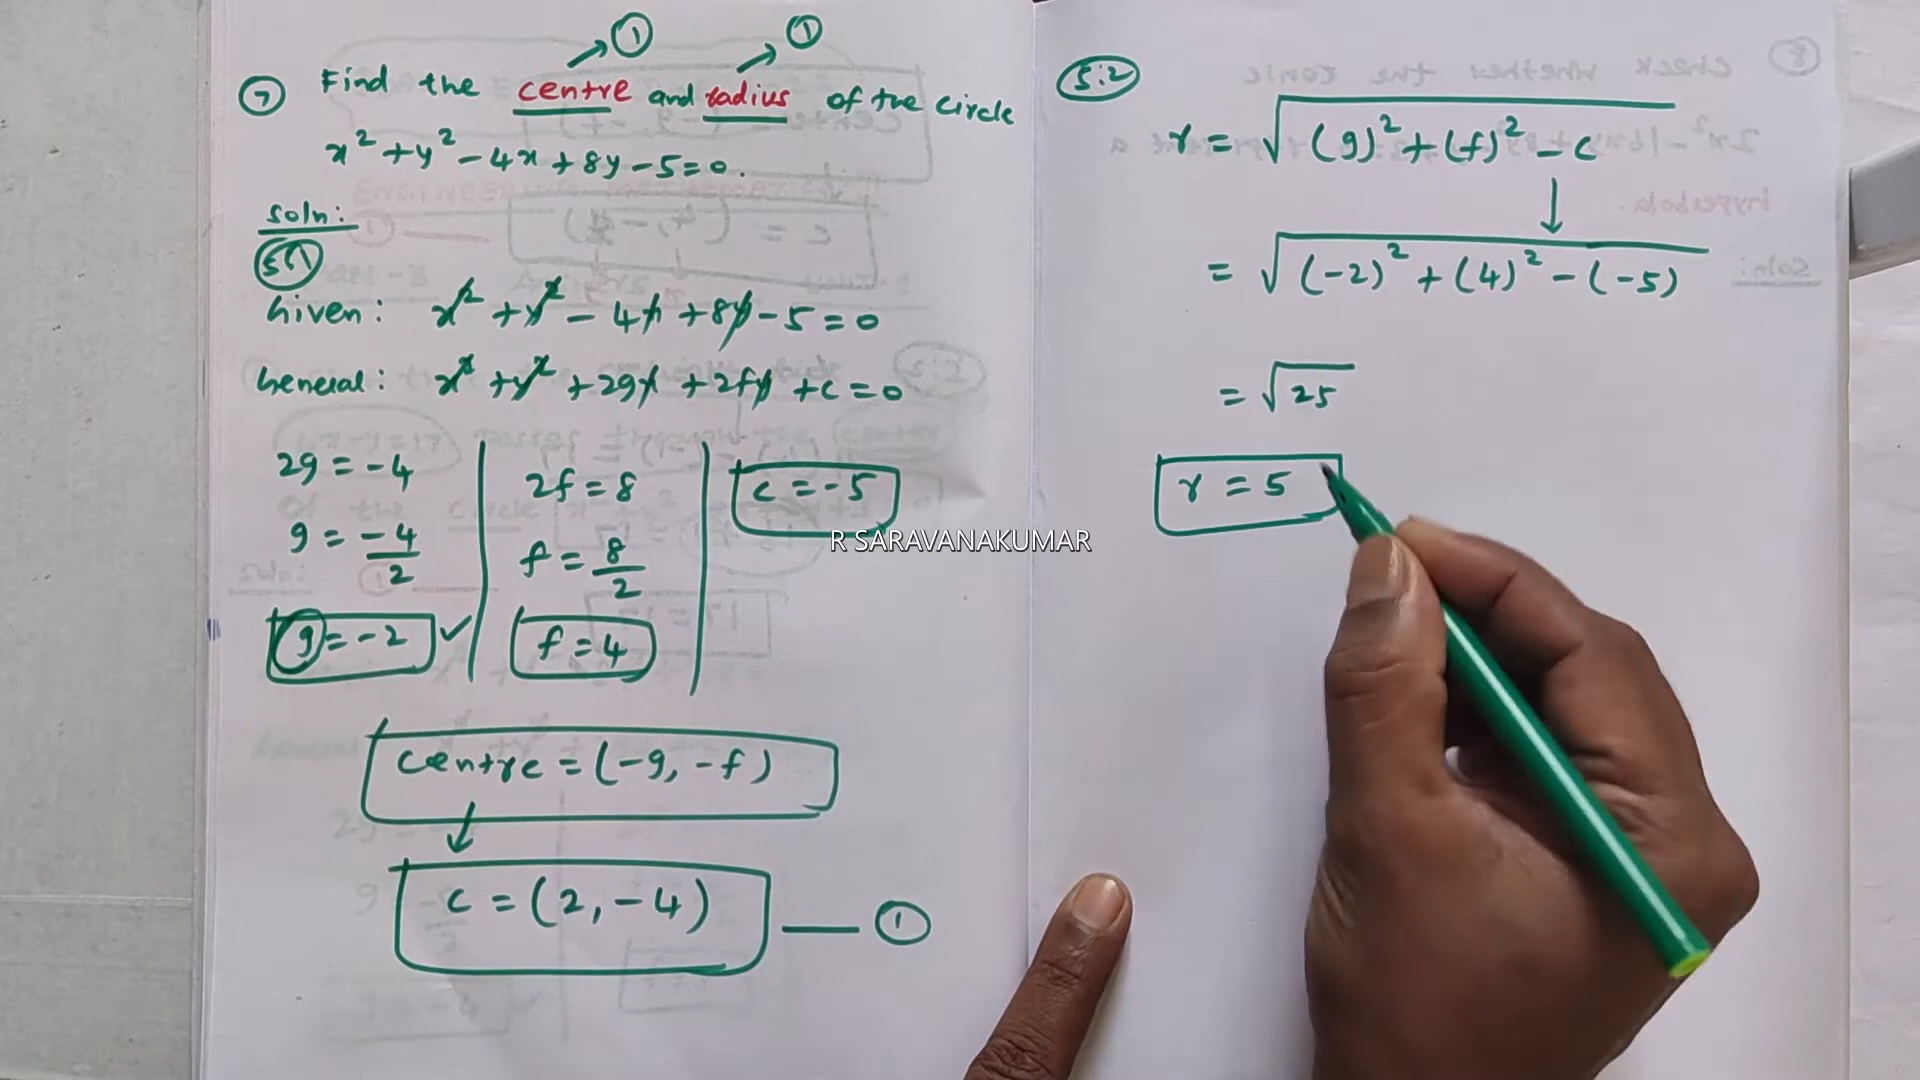 ① ①
⑦ Find the centre and radius of the circle
x² + y² - 4x + 8y - 5 = 0.
Soln:
S:1
Given: x² + y² - 4x + 8y - 5 = 0
General: x² + y² + 2gx + 2fy + c = 0
2g = -4
g = -4/2
g = -2 ✓
2f = 8
f = 8/2
f = 4
c = -5
centre = (-g, -f)
c = (2, -4) — ①
S:2
r = √(g)² + (f)² - c
= √(-2)² + (4)² - (-5)
= √25
r = 5
R SARAVANAKUMAR